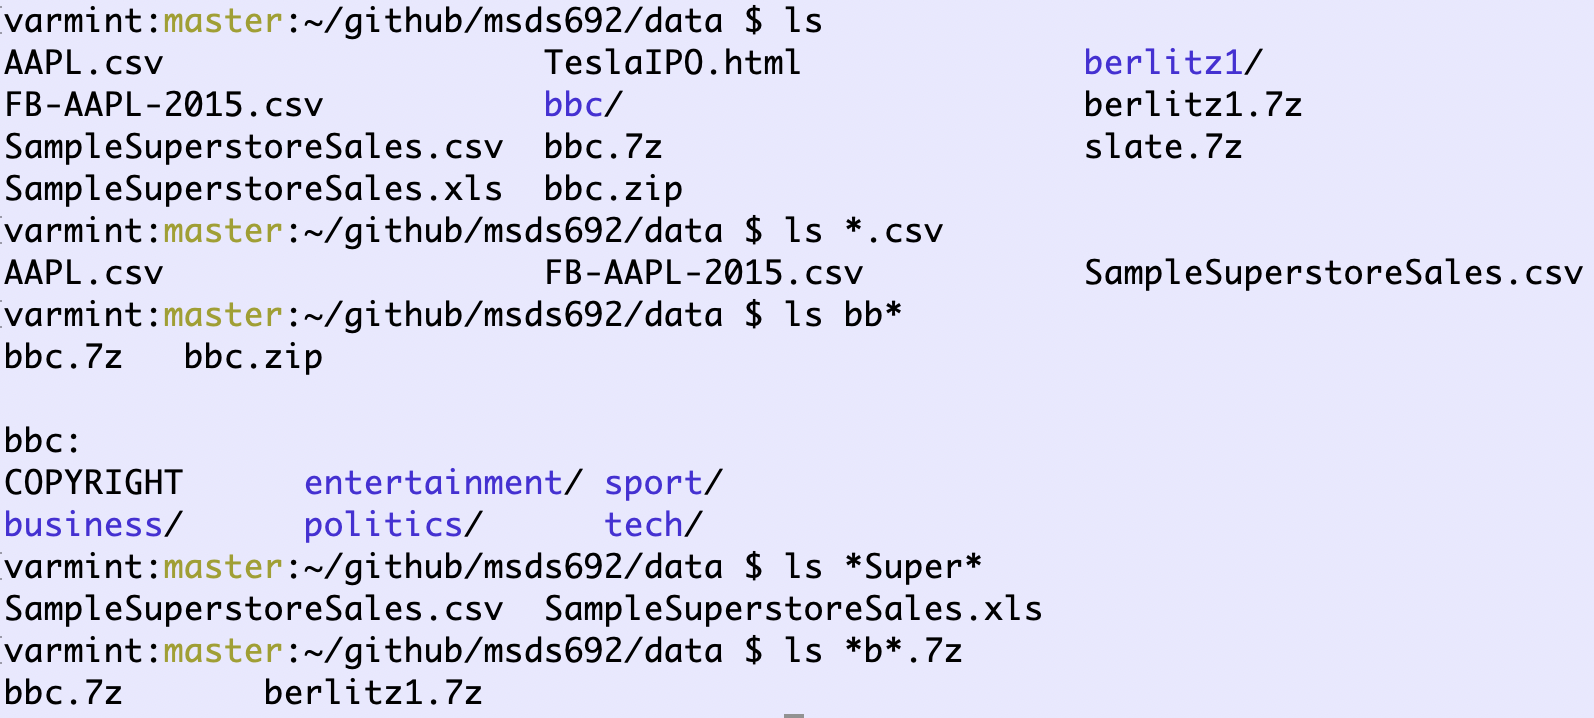 varmint:master:~/github/msds692/data $ ls
AAPL.csv TeslaIPO.html berlitz1/
FB-AAPL-2015.csv bbc/ berlitz1.7z
SampleSuperstoreSales.csv bbc.7z slate.7z
SampleSuperstoreSales.xls bbc.zip
varmint:master:~/github/msds692/data $ ls *.csv
AAPL.csv FB-AAPL-2015.csv SampleSuperstoreSales.csv
varmint:master:~/github/msds692/data $ ls bb*
bbc.7z bbc.zip
bbc:
COPYRIGHT entertainment/ sport/
business/ politics/ tech/
varmint:master:~/github/msds692/data $ ls *Super*
SampleSuperstoreSales.csv SampleSuperstoreSales.xls
varmint:master:~/github/msds692/data $ ls *b*.7z
bbc.7z berlitz1.7z